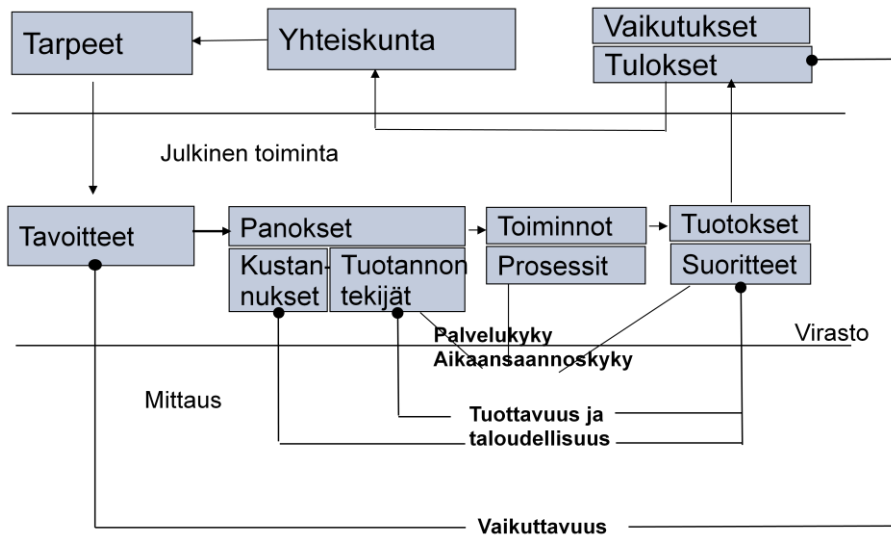 Tarpeet
Yhteiskunta
Vaikutukset
Tulokset
Julkinen toiminta
Tavoitteet
Panokset
Kustan-
nukset
Tuotannon
tekijät
Toiminnot
Prosessit
Tuotokset
Suoritteet
Palvelukyky
Aikaansaannoskyky
Virasto
Mittaus
Tuottavuus ja
taloudellisuus
Vaikuttavuus